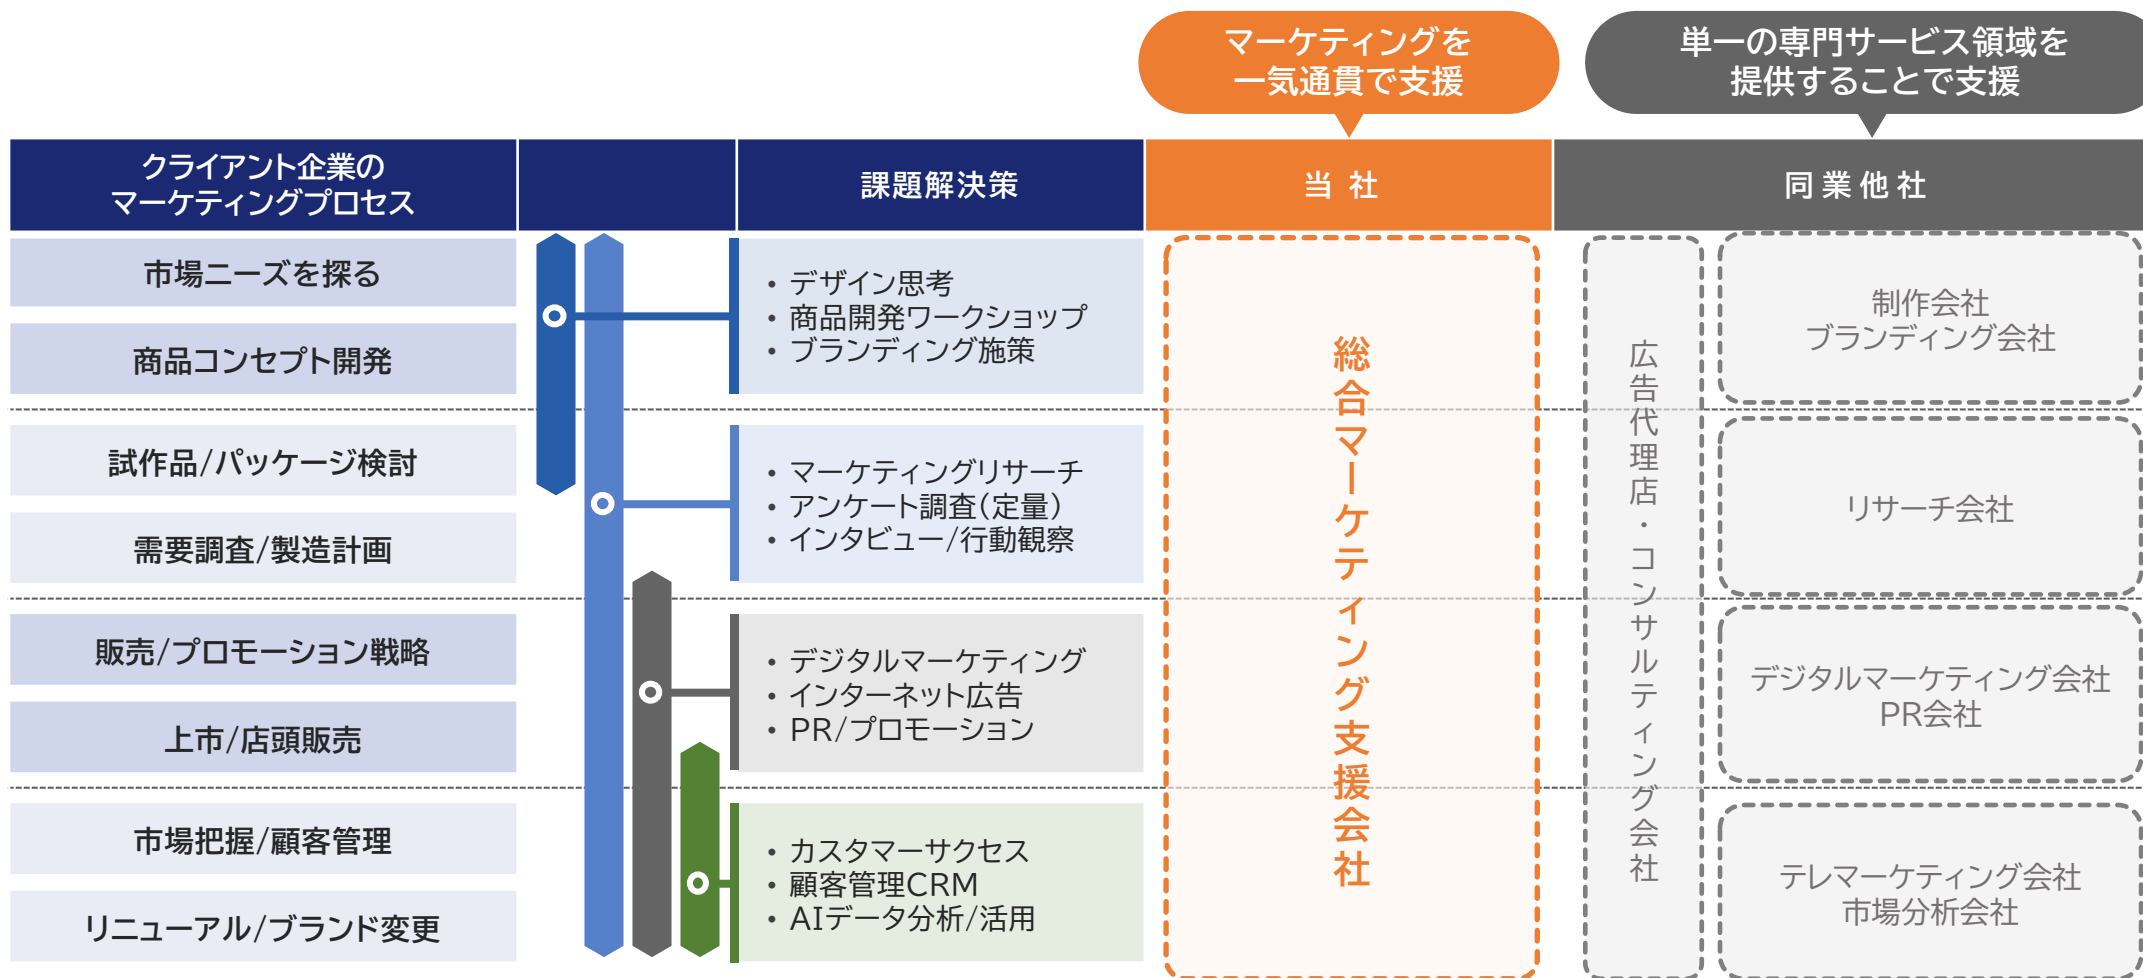 マーケティングを
一気通貫で支援
単一の専門サービス領域を
提供することで支援
クライアント企業の
マーケティングプロセス
課題解決策
当 社
同業他社
市場ニーズを探る
商品コンセプト開発
試作品/パッケージ検討
需要調査/製造計画
販売/プロモーション戦略
上市/店頭販売
市場把握/顧客管理
リニューアル/ブランド変更
• デザイン思考
• 商品開発ワークショップ
• ブランディング施策
• マーケティングリサーチ
• アンケート調査(定量)
• インタビュー/行動観察
• デジタルマーケティング
• インターネット広告
• PR/プロモーション
• カスタマーサクセス
• 顧客管理CRM
• AIデータ分析/活用
総合マーケティング支援会社
広告代理店・コンサルティング会社
制作会社
ブランディング会社
リサーチ会社
デジタルマーケティング会社
PR会社
テレマーケティング会社
市場分析会社